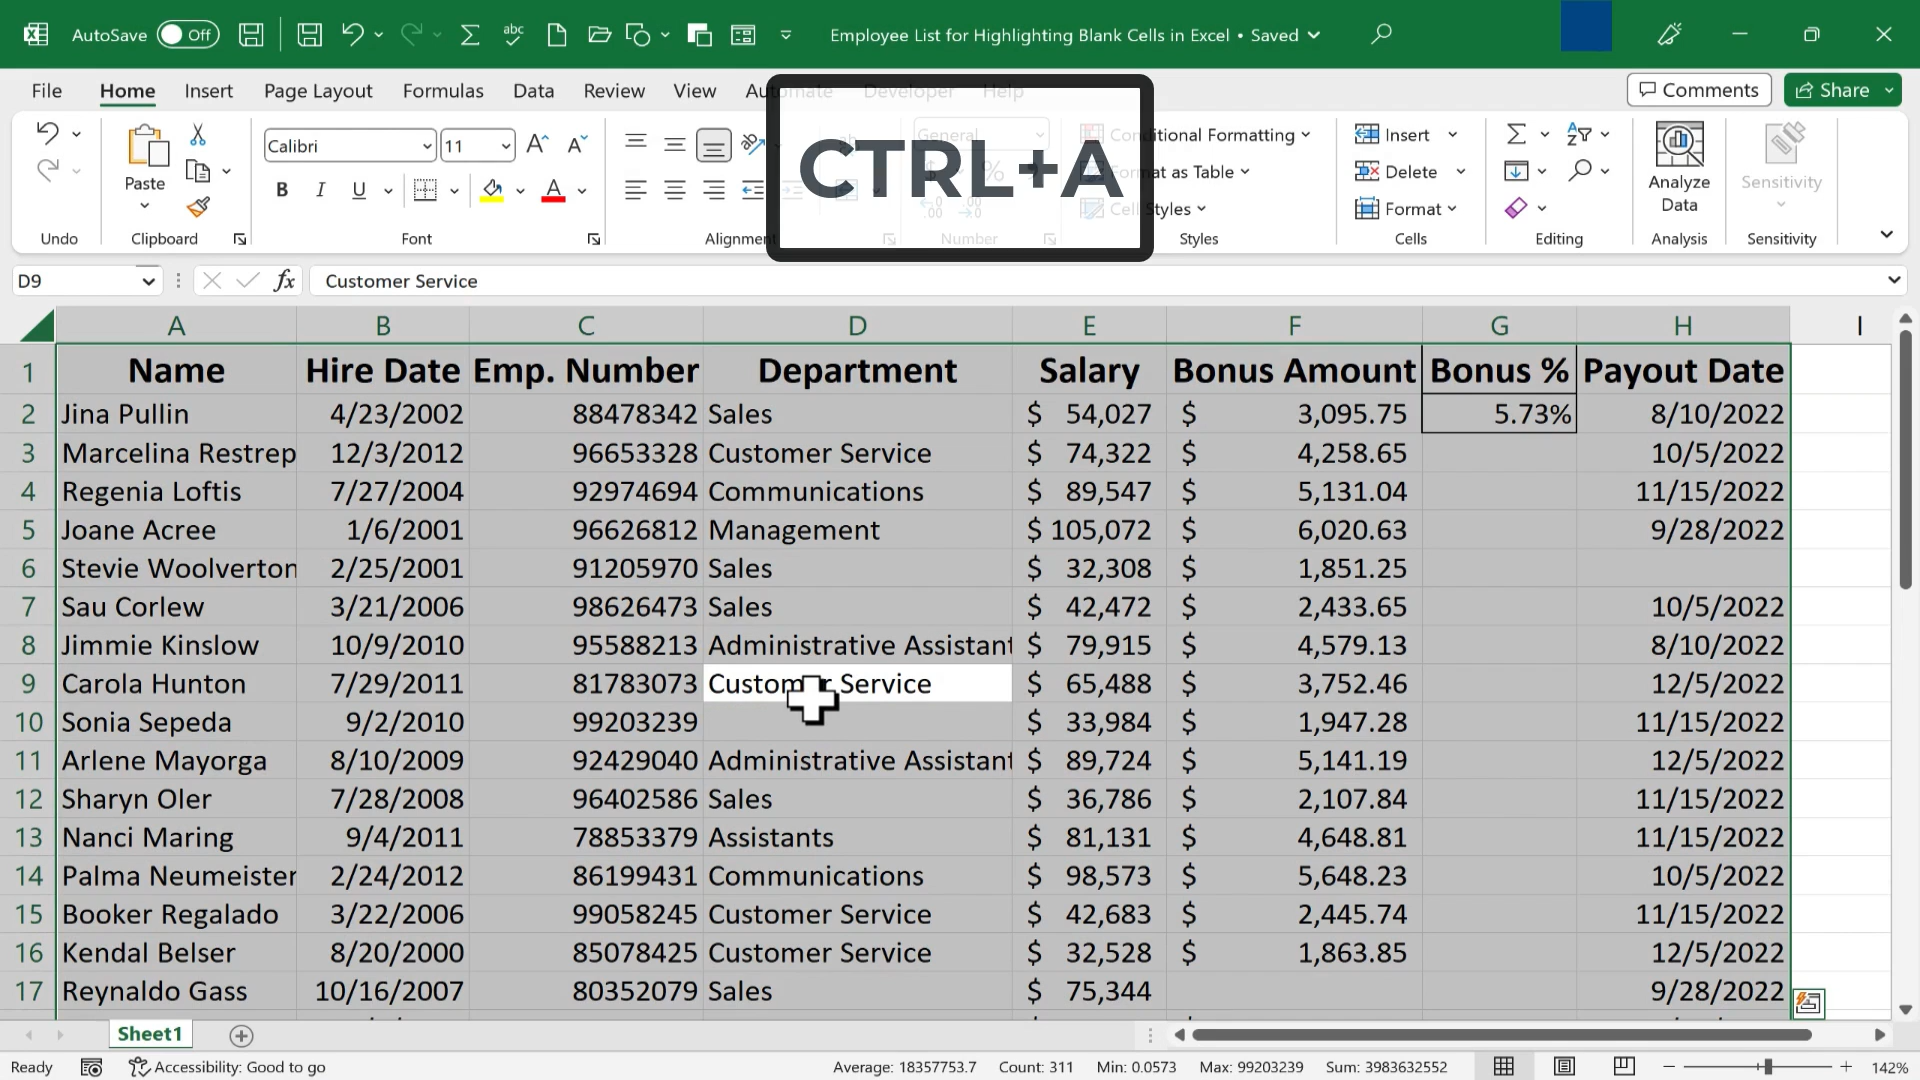 AutoSave Off abc Employee List for Highlighting Blank Cells in Excel • Saved
File Home Insert Page Layout Formulas Data Review View Automate Developer Help Comments Share
CTRL+A
Calibri 11 General Conditional Formatting Insert
Paste B I U A Format as Table Delete Analyze Data Sensitivity
Cell Styles Format
Undo Clipboard Font Alignment Number Styles Cells Editing Analysis Sensitivity
D9 fx Customer Service
A B C D E F G H I
1 Name Hire Date Emp. Number Department Salary Bonus Amount Bonus % Payout Date
2 Jina Pullin 4/23/2002 88478342 Sales $ 54,027 $ 3,095.75 5.73% 8/10/2022
3 Marcelina Restrep 12/3/2012 96653328 Customer Service $ 74,322 $ 4,258.65 10/5/2022
4 Regenia Loftis 7/27/2004 92974694 Communications $ 89,547 $ 5,131.04 11/15/2022
5 Joane Acree 1/6/2001 96626812 Management $ 105,072 $ 6,020.63 9/28/2022
6 Stevie Woolverton 2/25/2001 91205970 Sales $ 32,308 $ 1,851.25
7 Sau Corlew 3/21/2006 98626473 Sales $ 42,472 $ 2,433.65 10/5/2022
8 Jimmie Kinslow 10/9/2010 95588213 Administrative Assistant $ 79,915 $ 4,579.13 8/10/2022
9 Carola Hunton 7/29/2011 81783073 Customer Service $ 65,488 $ 3,752.46 12/5/2022
10 Sonia Sepeda 9/2/2010 99203239 $ 33,984 $ 1,947.28 11/15/2022
11 Arlene Mayorga 8/10/2009 92429040 Administrative Assistant $ 89,724 $ 5,141.19 12/5/2022
12 Sharyn Oler 7/28/2008 96402586 Sales $ 36,786 $ 2,107.84 11/15/2022
13 Nanci Maring 9/4/2011 78853379 Assistants $ 81,131 $ 4,648.81 11/15/2022
14 Palma Neumeister 2/24/2012 86199431 Communications $ 98,573 $ 5,648.23 10/5/2022
15 Booker Regalado 3/22/2006 99058245 Customer Service $ 42,683 $ 2,445.74 11/15/2022
16 Kendal Belser 8/20/2000 85078425 Customer Service $ 32,528 $ 1,863.85 12/5/2022
17 Reynaldo Gass 10/16/2007 80352079 Sales $ 75,344 9/28/2022
Sheet1
Ready Accessibility: Good to go Average: 18357753.7 Count: 311 Min: 0.0573 Max: 99203239 Sum: 3983632552 142%